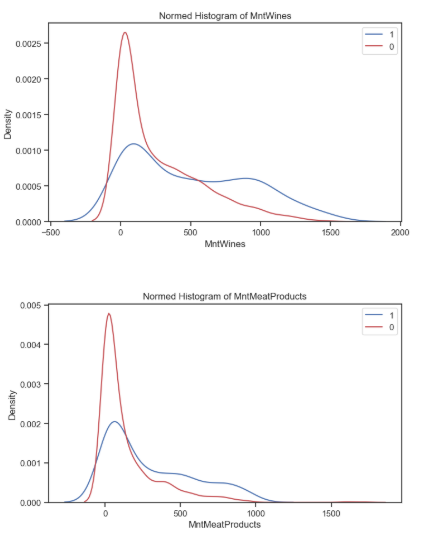 Normed Histogram of MntWines
1
0
0.0025
0.0020
0.0015
0.0010
0.0005
0.0000
Density
−500 0 500 1000 1500 2000
MntWines
Normed Histogram of MntMeatProducts
1
0
0.005
0.004
0.003
0.002
0.001
0.000
Density
0 500 1000 1500
MntMeatProducts